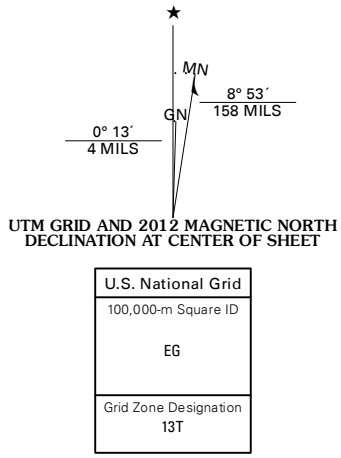 ★
MN
8° 53´
158 MILS
GN
0° 13´
4 MILS
UTM GRID AND 2012 MAGNETIC NORTH
DECLINATION AT CENTER OF SHEET
U.S. National Grid
100,000-m Square ID
EG
Grid Zone Designation
13T